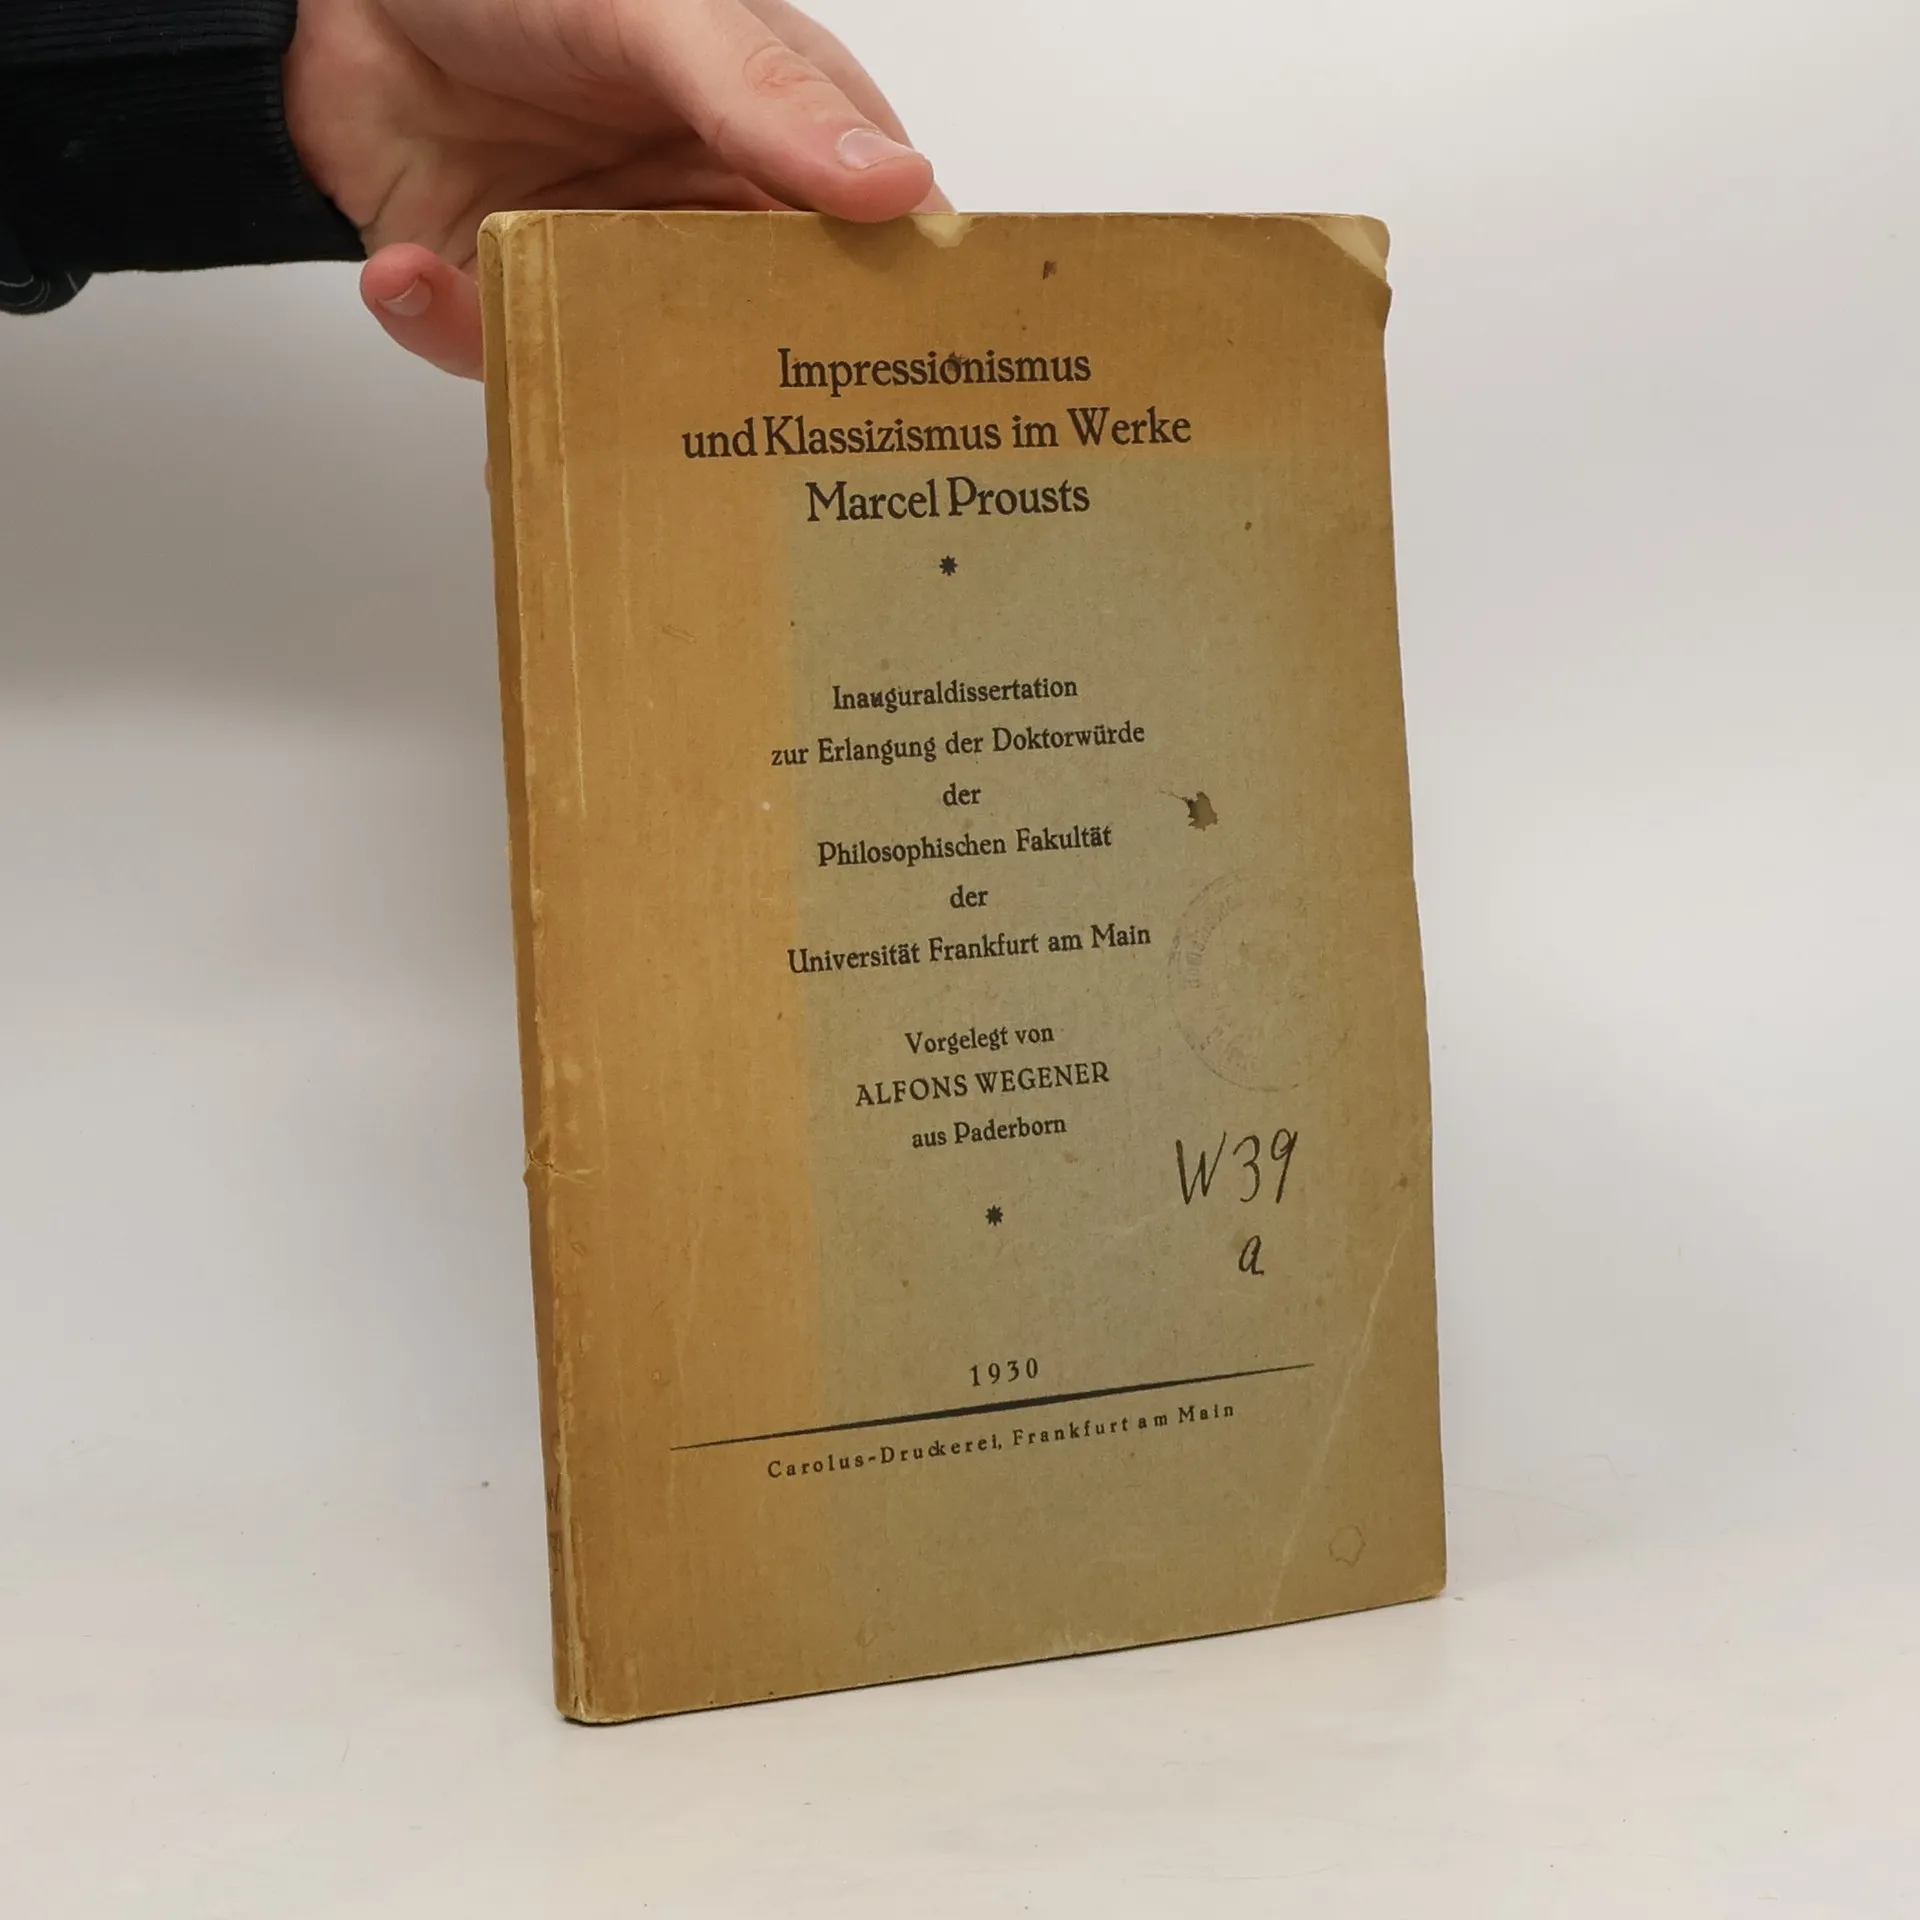 Impressionismus
und Klassizismus im Werke
Marcel Prousts
Inauguraldissertation
zur Erlangung der Doktorwürde
der
Philosophischen Fakultät
der
Universität Frankfurt am Main
Vorgelegt von
ALFONS WEGENER
aus Paderborn
W39
a
1930
Carolus-Druckerei, Frankfurt am Main